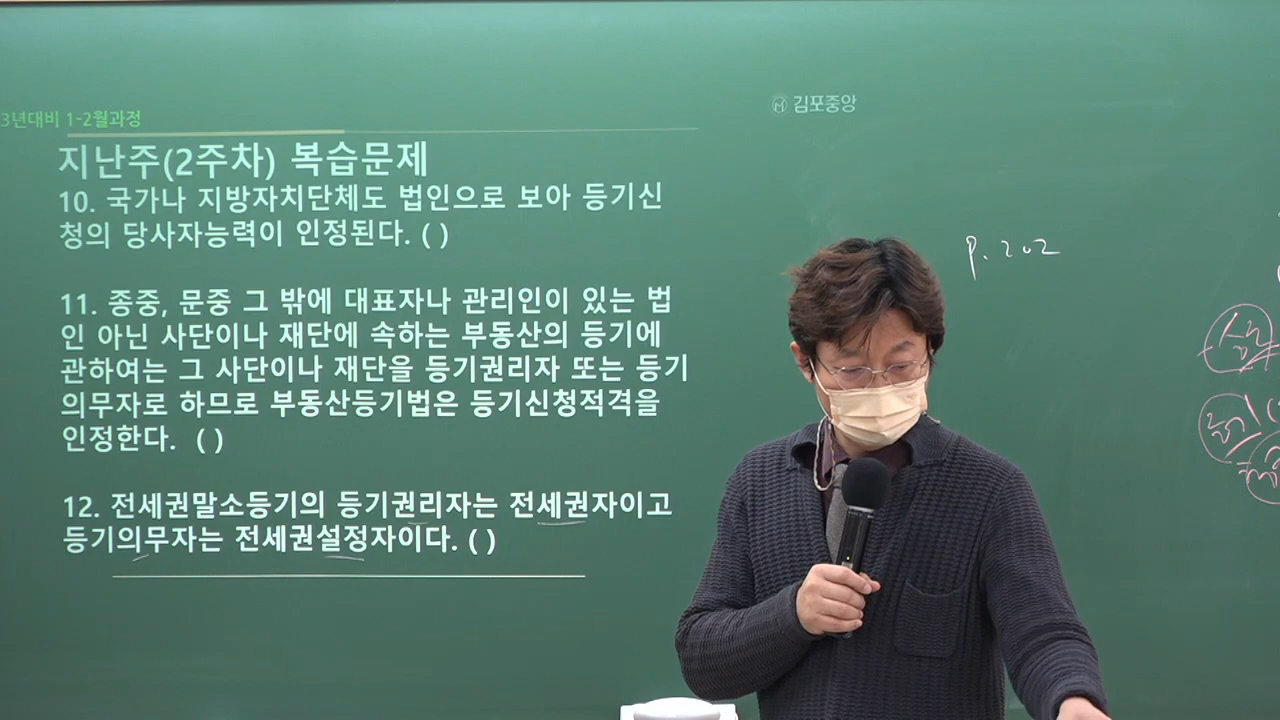 3년대비 1-2월과정
김포중앙
지난주(2주차) 복습문제
10. 국가나 지방자치단체도 법인으로 보아 등기신
청의 당사자능력이 인정된다. ( )
11. 종중, 문중 그 밖에 대표자나 관리인이 있는 법
인 아닌 사단이나 재단에 속하는 부동산의 등기에
관하여는 그 사단이나 재단을 등기권리자 또는 등기
의무자로 하므로 부동산등기법은 등기신청적격을
인정한다. ( )
12. 전세권말소등기의 등기권리자는 전세권자이고
등기의무자는 전세권설정자이다. ( )
P. 202